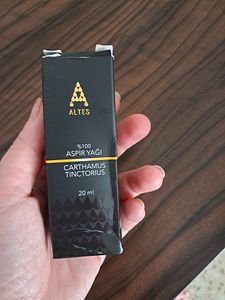 ALTES
%100
ASPİR YAĞI
CARTHAMUS
TINCTORIUS
20 ml